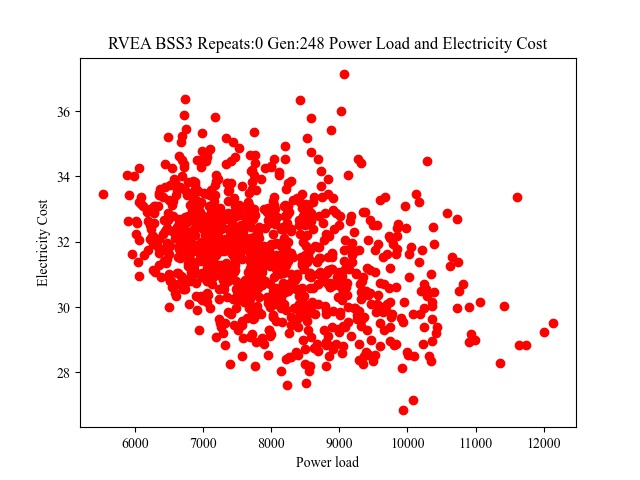 RVEA BSS3 Repeats:0 Gen:248 Power Load and Electricity Cost
36
34
32
30
28
Electricity Cost
6000 7000 8000 9000 10000 11000 12000
Power load